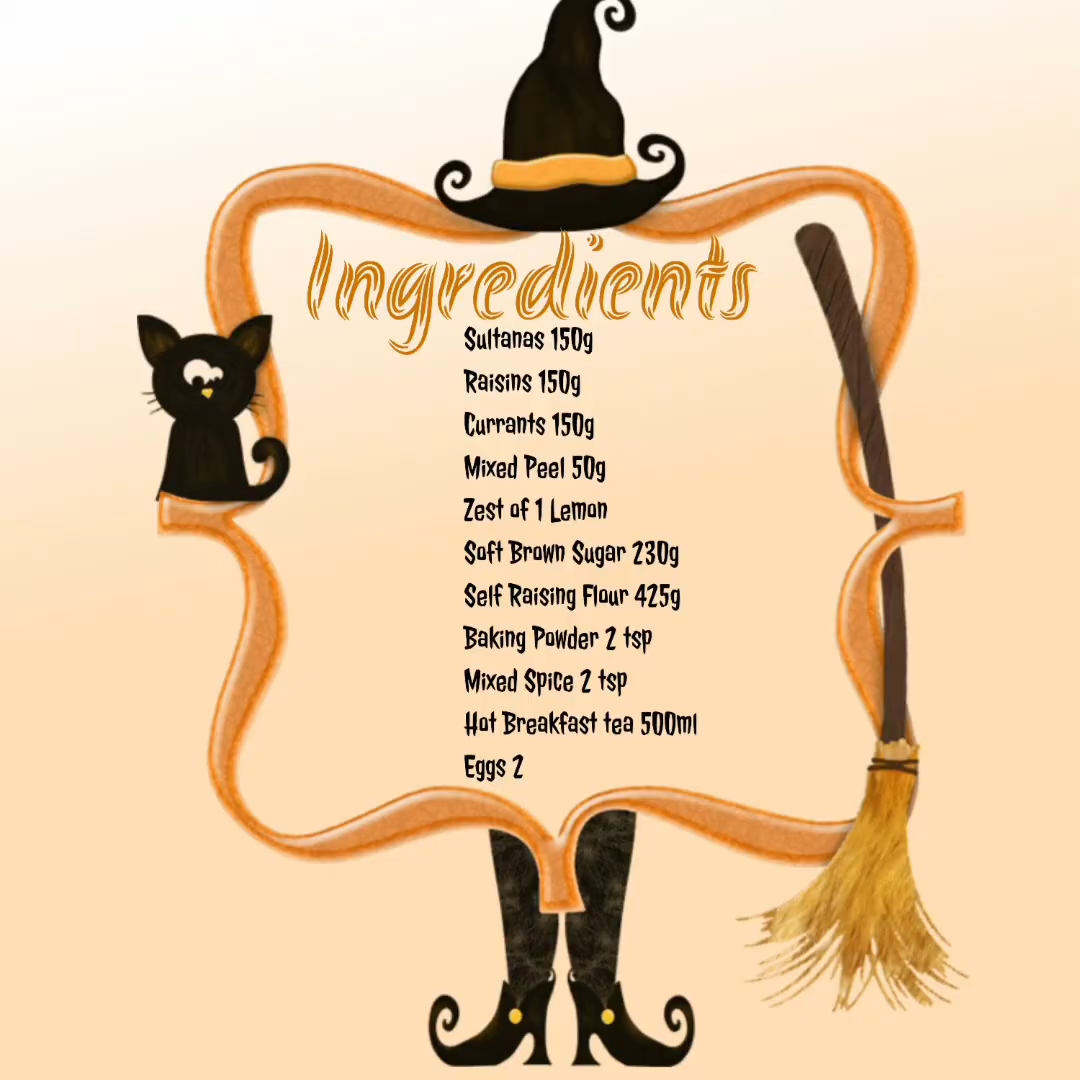 Ingredients
Sultanas 150g
Raisins 150g
Currants 150g
Mixed Peel 50g
Zest of 1 Lemon
Soft Brown Sugar 230g
Self Raising Flour 425g
Baking Powder 2 tsp
Mixed Spice 2 tsp
Hot Breakfast tea 500ml
Eggs 2